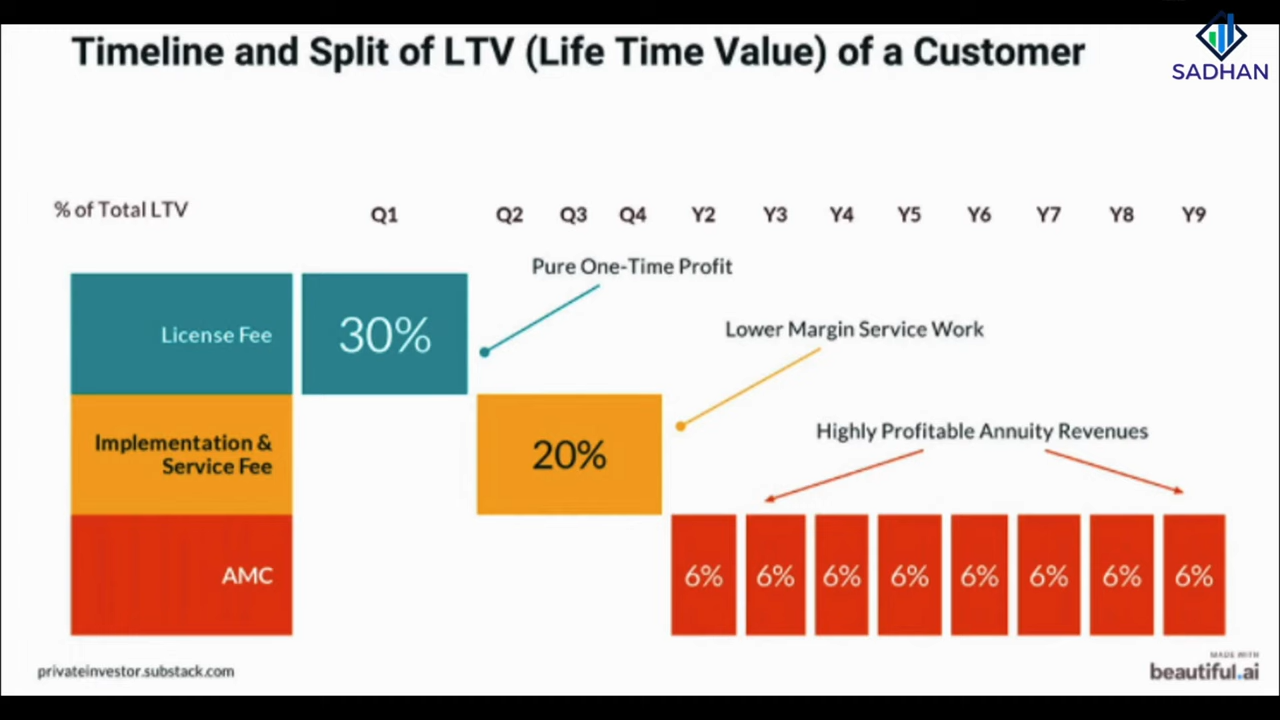 Timeline and Split of LTV (Life Time Value) of a Customer
SADHAN
% of Total LTV
Q1 Q2 Q3 Q4 Y2 Y3 Y4 Y5 Y6 Y7 Y8 Y9
Pure One-Time Profit
License Fee
30%
Lower Margin Service Work
Implementation &
Service Fee
20%
Highly Profitable Annuity Revenues
AMC
6% 6% 6% 6% 6% 6% 6% 6%
privateinvestor.substack.com
MADE WITH
beautiful.ai